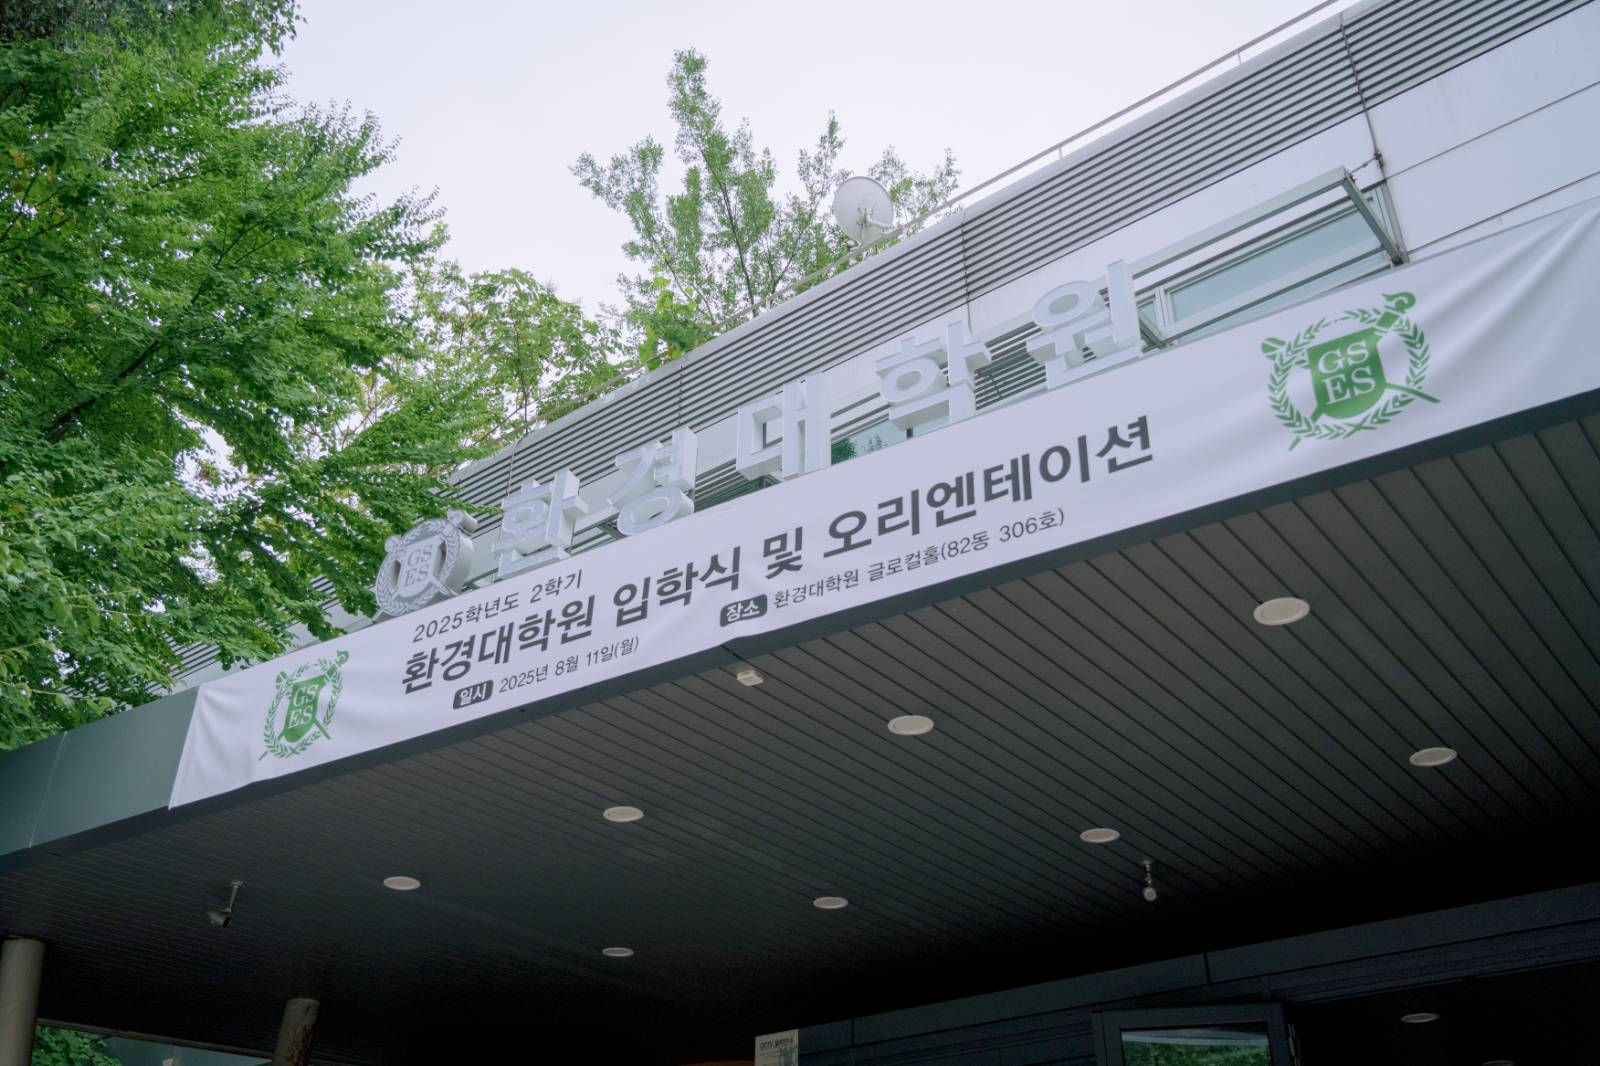 환경대학원
GS
ES
2025학년도 2학기
환경대학원 입학식 및 오리엔테이션
일시 2025년 8월 11일(월)
장소 환경대학원 글로컬홀(82동 306호)
GS
ES
GS
ES
CCTV